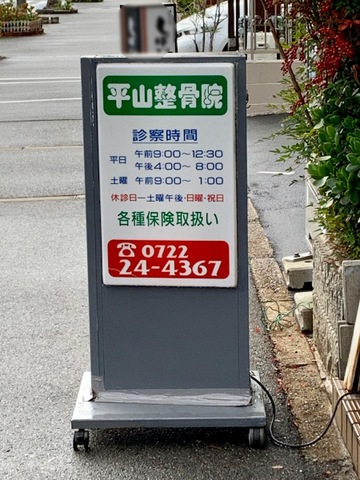 平山整骨院
診察時間
平日 午前9:00〜12:30
午後4:00〜 8:00
土曜 午前9:00〜 1:00
休診日ー土曜午後・日曜・祝日
各種保険取扱い
☎0722
24-4367